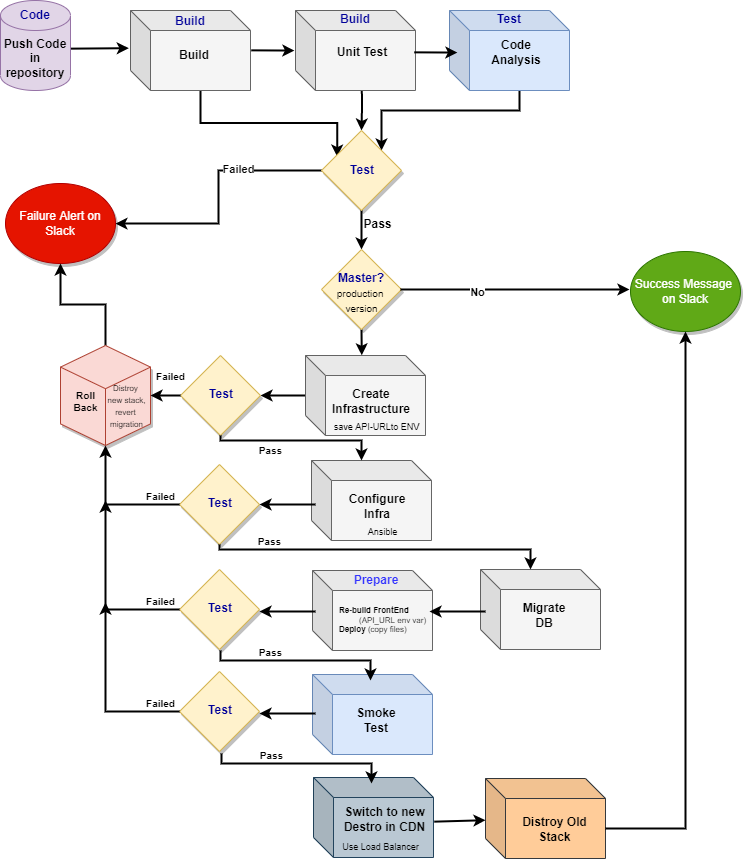 Code
Push Code
in
repository
Build
Build
Build
Unit Test
Test
Code
Analysis
Test
Failed
Pass
Failure Alert on
Slack
Master?
production
version
No
Success Message
on Slack
Create
Infrastructure
save API-URLto ENV
Test
Failed
Roll
Back
Distroy
new stack,
revert
migration
Pass
Configure
Infra
Ansible
Test
Failed
Pass
Migrate
DB
Prepare
Re-build FrontEnd
(API_URL env var)
Deploy (copy files)
Test
Failed
Pass
Smoke
Test
Test
Failed
Pass
Switch to new
Destro in CDN
Use Load Balancer
Distroy Old
Stack